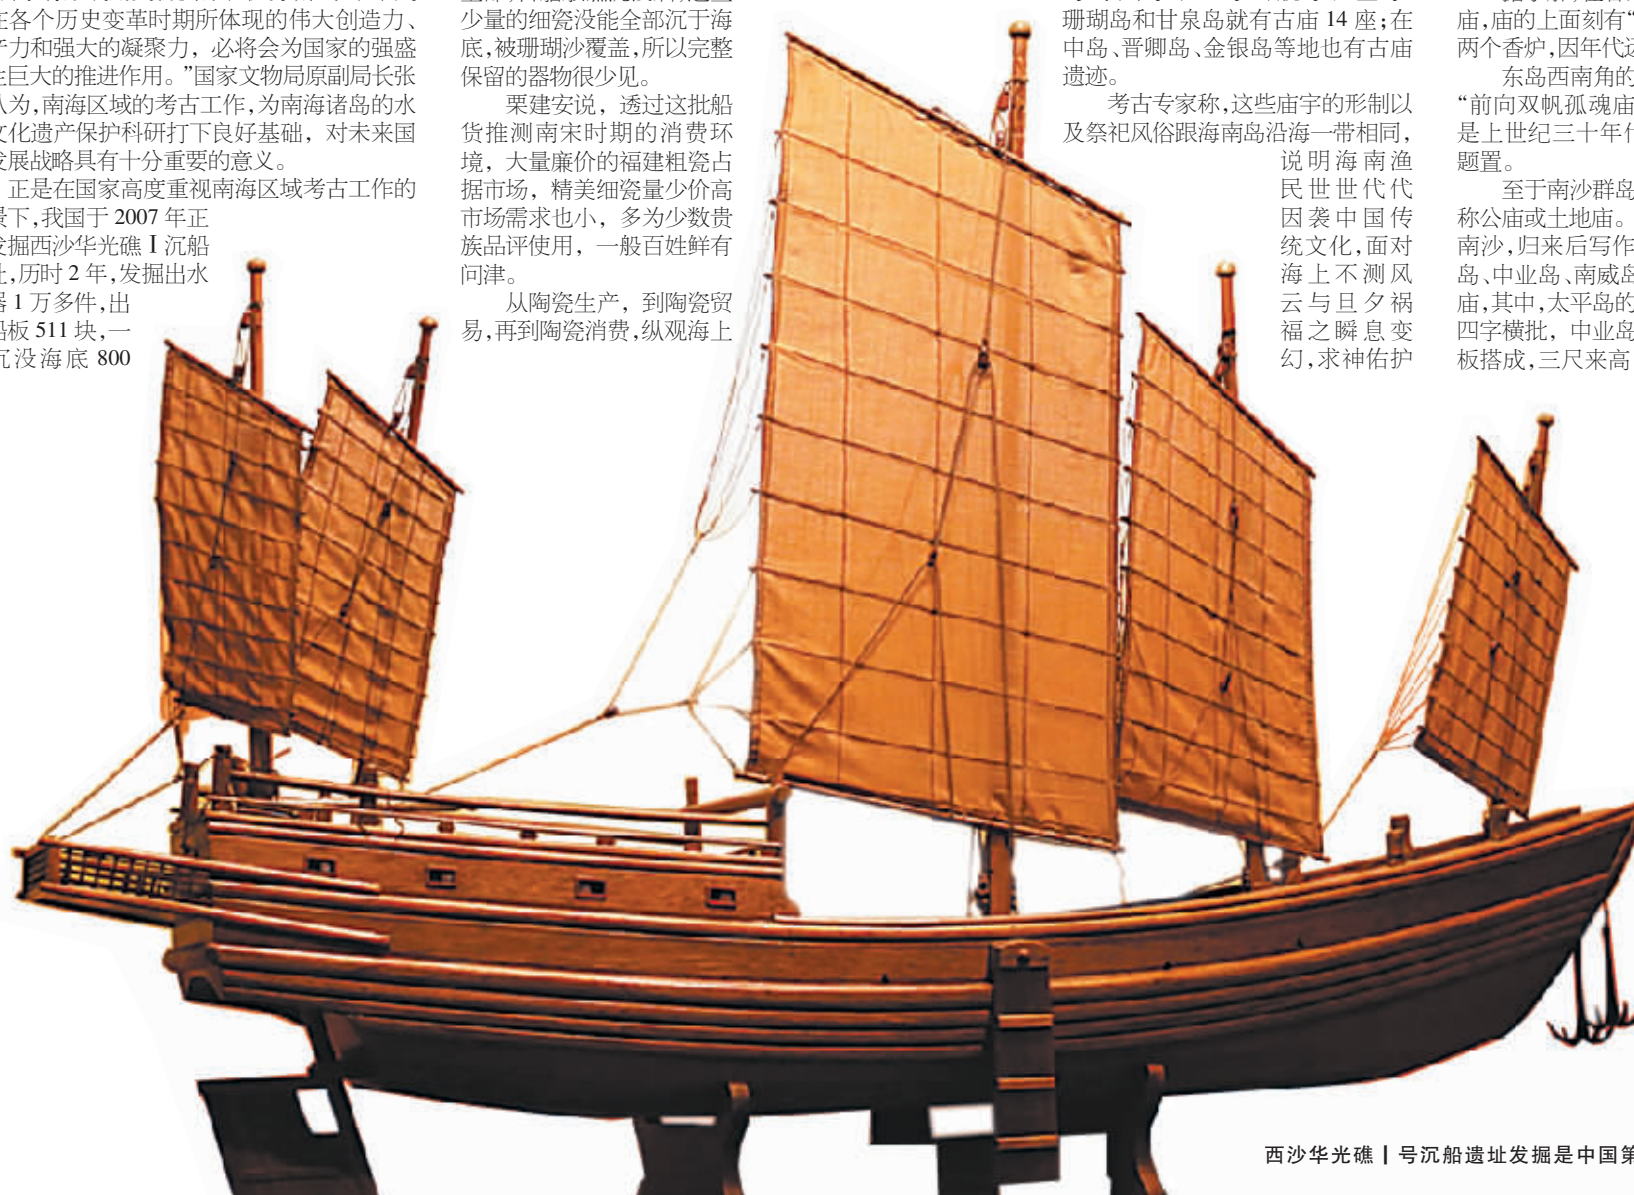 在各个历史变革时期所体现的伟大创造力、
产力和强大的凝聚力，必将会为国家的强盛
生巨大的推进作用。”国家文物局原副局长张
认为，南海区域的考古工作，为南海诸岛的水
文化遗产保护科研打下良好基础，对未来国
发展战略具有十分重要的意义。
正是在国家高度重视南海区域考古工作的
景下，我国于 2007 年正
发掘西沙华光礁 I 沉船
址，历时 2 年，发掘出水
器 1 万多件，出
船板 511 块，一
沉没海底 800
少量的细瓷没能全部沉于海
底，被珊瑚沙覆盖，所以完整
保留的器物很少见。
栗建安说，透过这批船
货推测南宋时期的消费环
境，大量廉价的福建粗瓷占
据市场，精美细瓷量少价高
市场需求也小，多为少数贵
族品评使用，一般百姓鲜有
问津。
从陶瓷生产，到陶瓷贸
易，再到陶瓷消费，纵观海上
珊瑚岛和甘泉岛就有古庙 14 座；在
中岛、晋卿岛、金银岛等地也有古庙
遗迹。
考古专家称，这些庙宇的形制以
及祭祀风俗跟海南岛沿海一带相同，
说明海南渔
民世世代代
因袭中国传
统文化，面对
海上不测风
云与旦夕祸
福之瞬息变
幻，求神佑护
庙，庙的上面刻有“
两个香炉，因年代
东岛西南角的
“前向双帆孤魂庙
是上世纪三十年代
题置。
至于南沙群岛
称公庙或土地庙。
南沙，归来后写作
岛、中业岛、南威岛
庙，其中，太平岛的
四字横批，中业岛
板搭成，三尺来高
西沙华光礁 I 号沉船遗址发掘是中国第